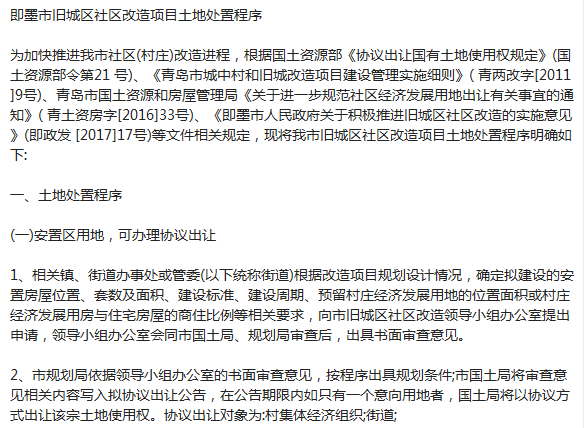 即墨市旧城区社区改造项目土地处置程序
为加快推进我市社区(村庄)改造进程，根据国土资源部《协议出让国有土地使用权规定》(国
土资源部令第21 号)、《青岛市城中村和旧城改造项目建设管理实施细则》( 青两改字[2011
]9号)、青岛市国土资源和房屋管理局《关于进一步规范社区经济发展用地出让有关事宜的通
知》( 青土资房字[2016]33号)、《即墨市人民政府关于积极推进旧城区社区改造的实施意见
》(即政发 [2017]17号)等文件相关规定，现将我市旧城区社区改造项目土地处置程序明确如
下:
一、土地处置程序
(一)安置区用地，可办理协议出让
1、相关镇、街道办事处或管委(以下统称街道)根据改造项目规划设计情况，确定拟建设的安
置房屋位置、套数及面积、建设标准、建设周期、预留村庄经济发展用地的位置面积或村庄
经济发展用房与住宅房屋的商住比例等相关要求，向市旧城区社区改造领导小组办公室提出
申请，领导小组办公室会同市国土局、规划局审查后，出具书面审查意见。
2、市规划局依据领导小组办公室的书面审查意见，按程序出具规划条件;市国土局将审查意
见相关内容写入拟协议出让公告，在公告期限内如只有一个意向用地者，国土局将以协议方
式出让该宗土地使用权。协议出让对象为:村集体经济组织;街道;